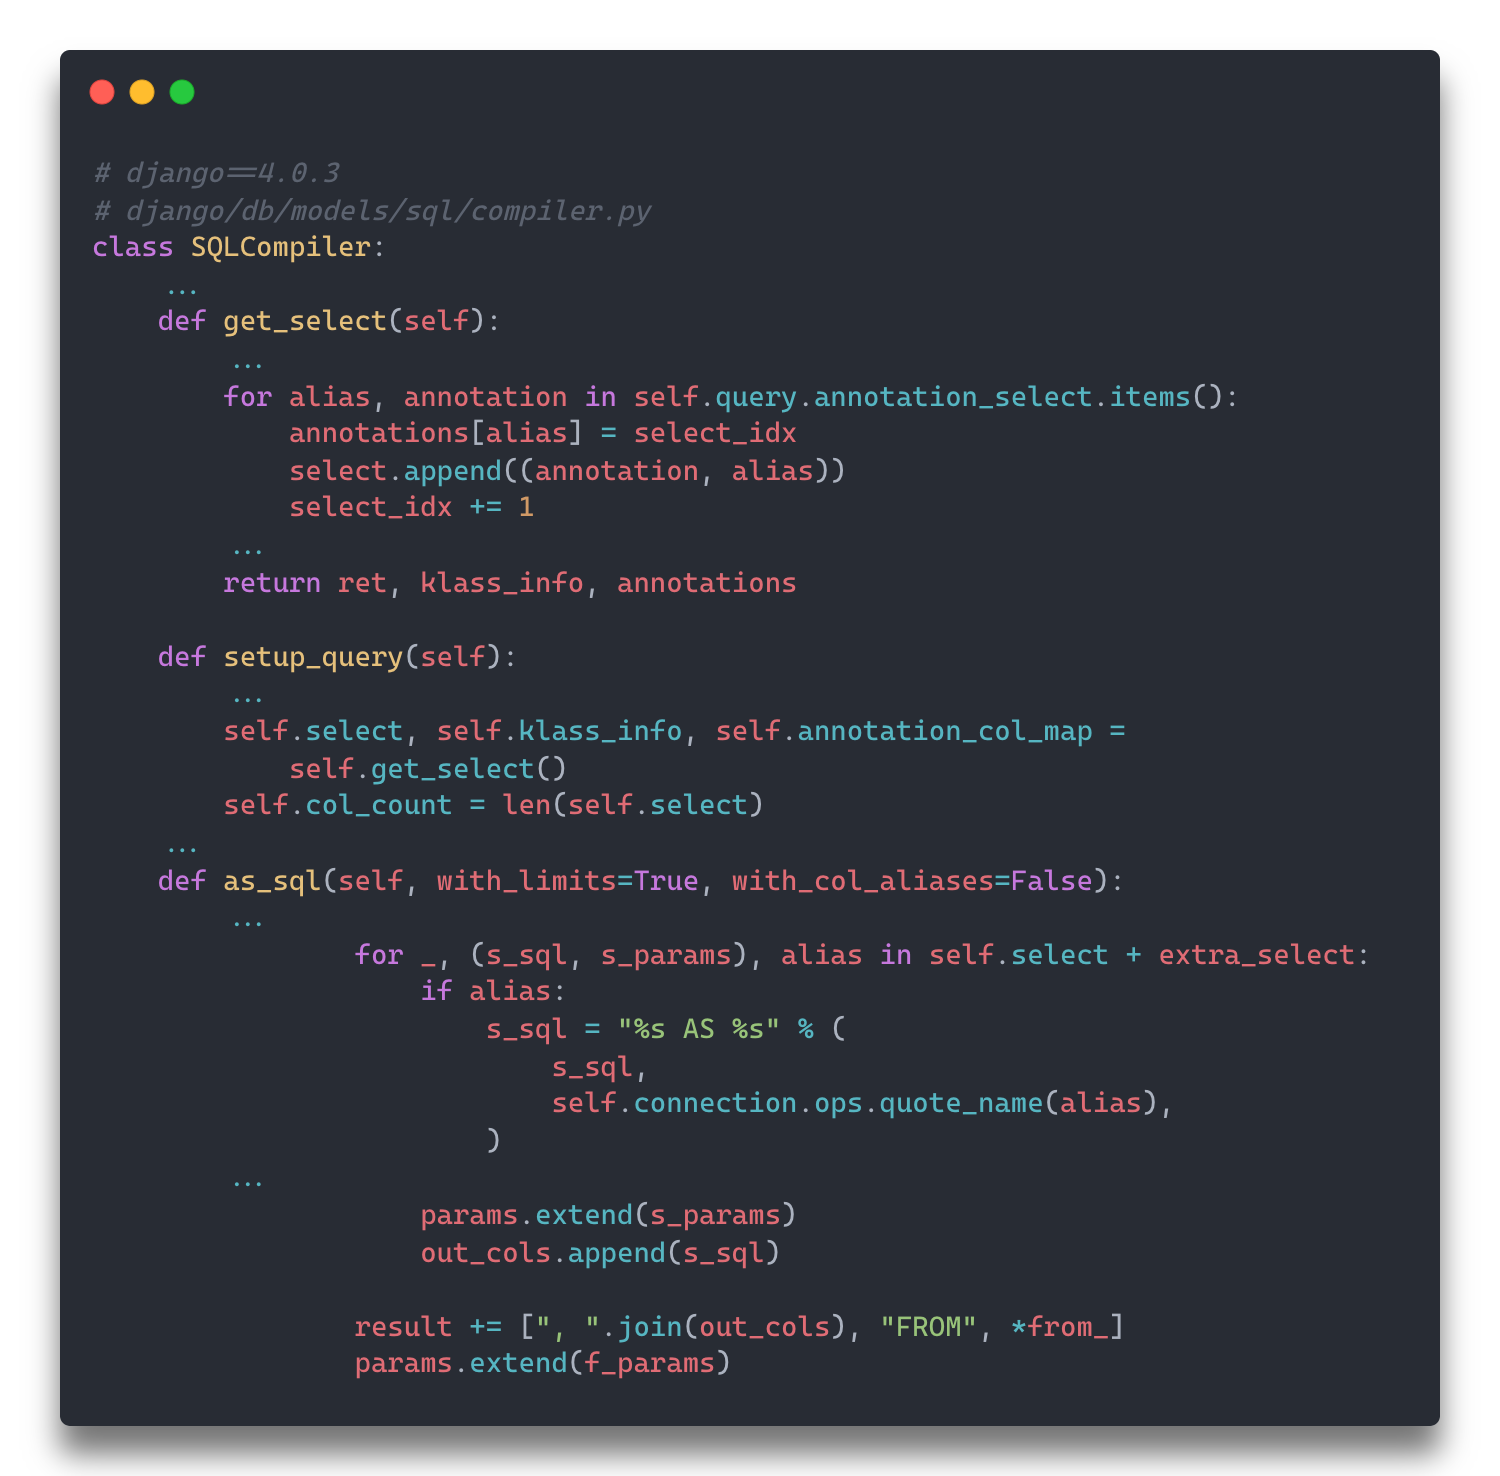 # django==4.0.3
# django/db/models/sql/compiler.py
class SQLCompiler:
    ...
    def get_select(self):
        ...
        for alias, annotation in self.query.annotation_select.items():
            annotations[alias] = select_idx
            select.append((annotation, alias))
            select_idx += 1
        ...
        return ret, klass_info, annotations

    def setup_query(self):
        ...
        self.select, self.klass_info, self.annotation_col_map =
            self.get_select()
        self.col_count = len(self.select)
    ...
    def as_sql(self, with_limits=True, with_col_aliases=False):
        ...
                for _, (s_sql, s_params), alias in self.select + extra_select:
                    if alias:
                        s_sql = "%s AS %s" % (
                            s_sql,
                            self.connection.ops.quote_name(alias),
                        )
        ...
                    params.extend(s_params)
                    out_cols.append(s_sql)

                result += [", ".join(out_cols), "FROM", *from_]
                params.extend(f_params)